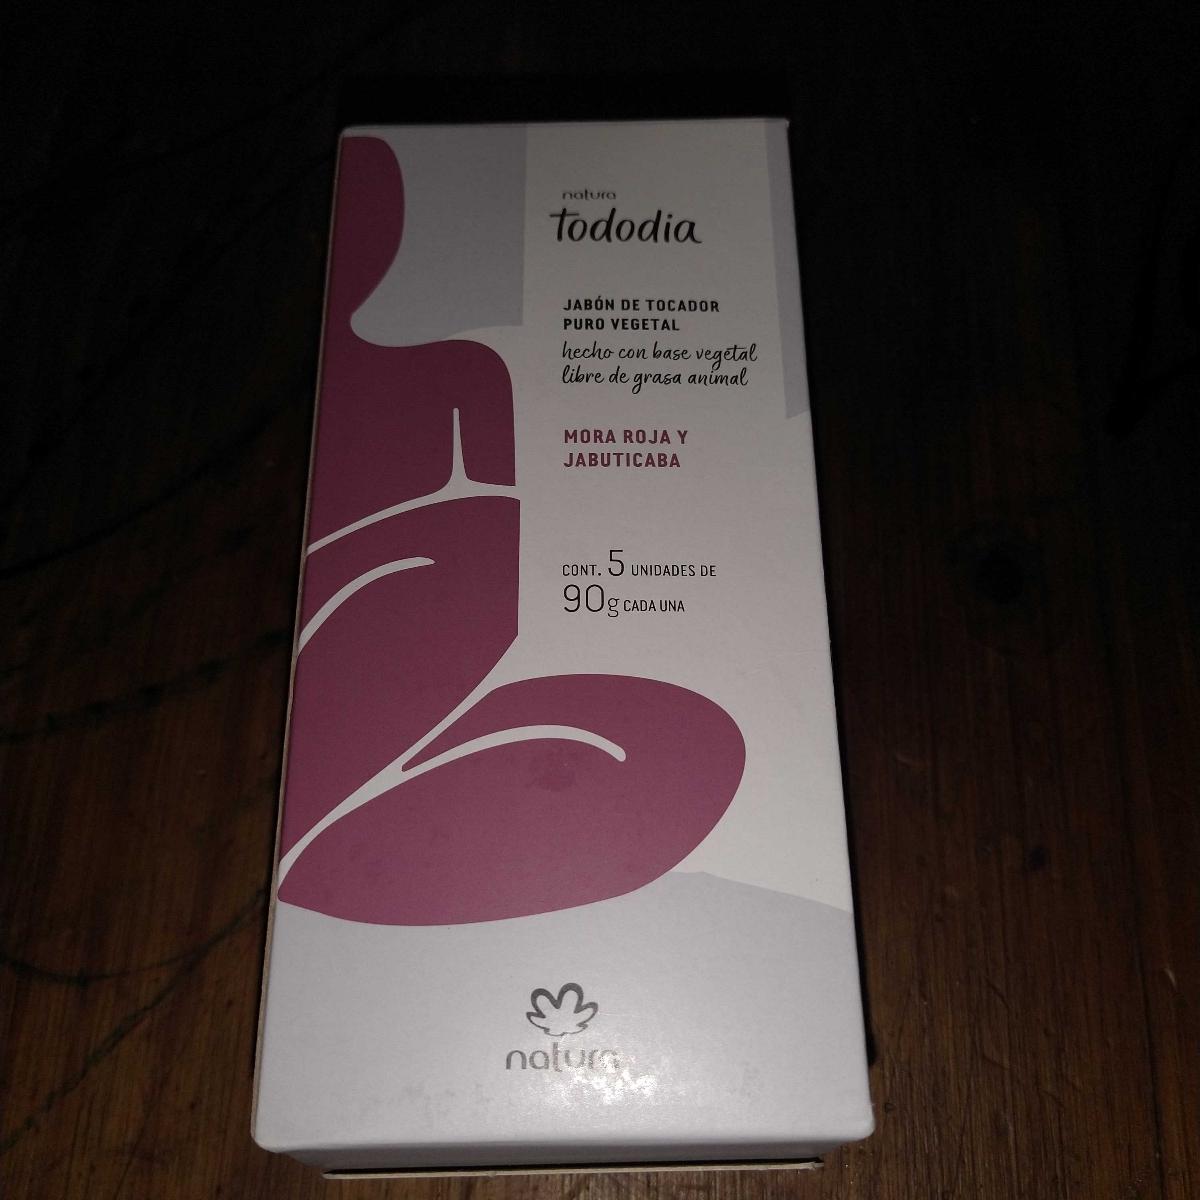 natura
Tododia
JABÓN DE TOCADOR
PURO VEGETAL
hecho con base vegetal
libre de grasa animal
MORA ROJA Y
JABUTICABA
CONT. 5 UNIDADES DE
90g CADA UNA
natura